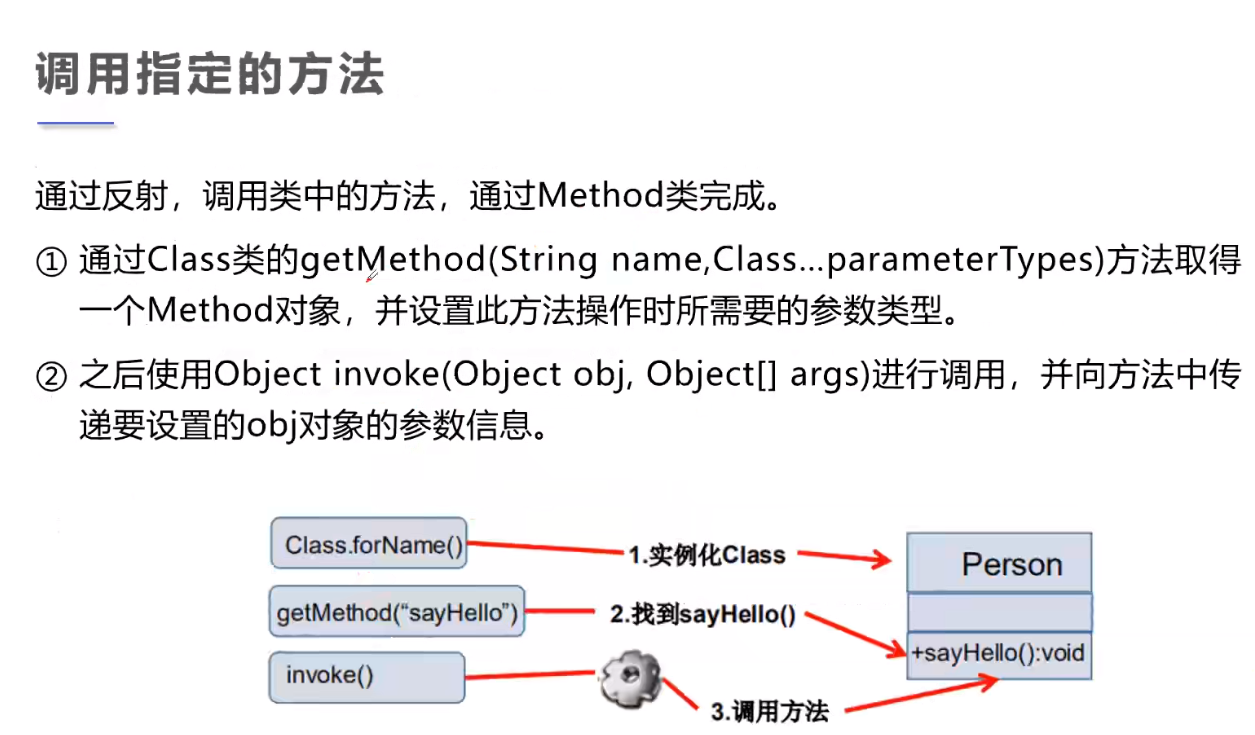 调用指定的方法
通过反射，调用类中的方法，通过Method类完成。
① 通过Class类的getMethod(String name,Class…parameterTypes)方法取得
一个Method对象，并设置此方法操作时所需要的参数类型。
② 之后使用Object invoke(Object obj, Object[] args)进行调用，并向方法中传
递要设置的obj对象的参数信息。
Class.forName()
1.实例化Class
Person
getMethod(“sayHello”)
2.找到sayHello()
+sayHello():void
invoke()
3.调用方法